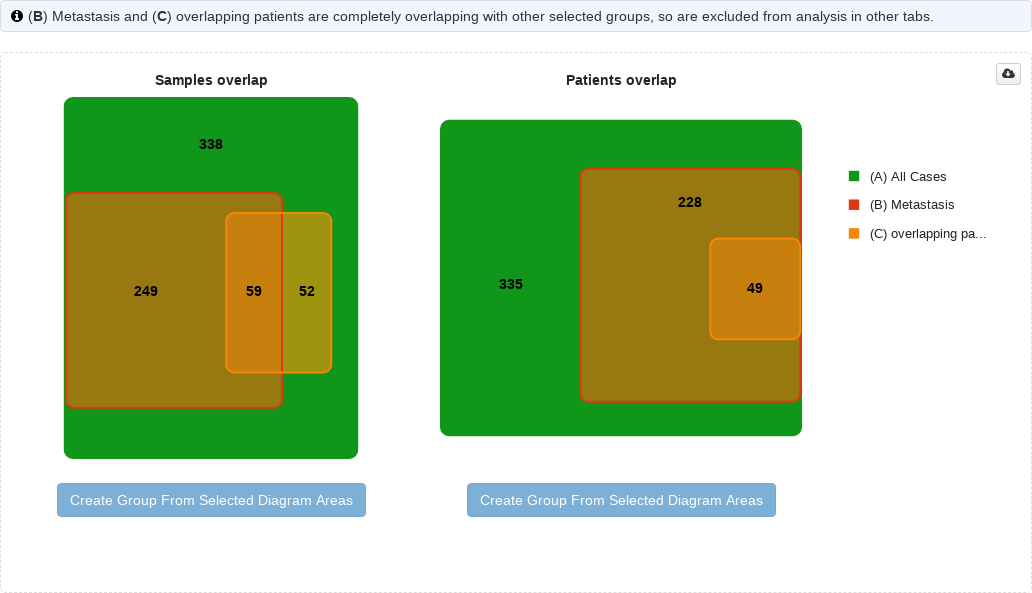 (B) Metastasis and (C) overlapping patients are completely overlapping with other selected groups, so are excluded from analysis in other tabs.
Samples overlap
338
249
59
52
Create Group From Selected Diagram Areas
Patients overlap
228
335
49
Create Group From Selected Diagram Areas
(A) All Cases
(B) Metastasis
(C) overlapping pa...